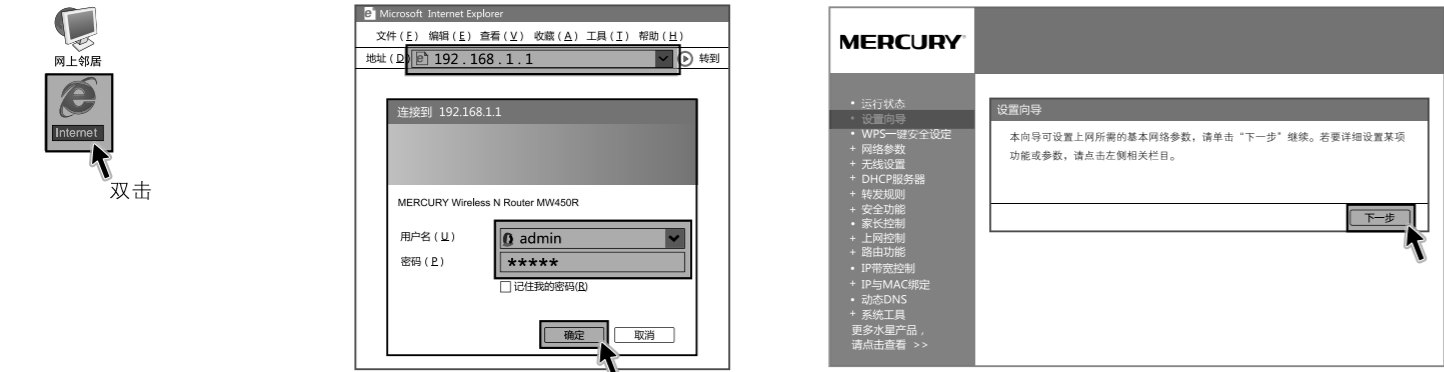 网上邻居
Internet
双击
Microsoft Internet Explorer
文件(F) 编辑(E) 查看(V) 收藏(A) 工具(T) 帮助(H)
地址(D) 192.168.1.1 转到
连接到 192.168.1.1
MERCURY Wireless N Router MW450R
用户名(U) admin
密码(P) *****
记住我的密码(R)
确定 取消
MERCURY
• 运行状态
• 设置向导
• WPS一键安全设定
+ 网络参数
+ 无线设置
+ DHCP服务器
+ 转发规则
+ 安全功能
• 家长控制
+ 上网控制
+ 路由功能
• IP带宽控制
+ IP与MAC绑定
• 动态DNS
+ 系统工具
更多水星产品，
请点击查看 >>
设置向导
本向导可设置上网所需的基本网络参数，请单击“下一步”继续。若要详细设置某项
功能或参数，请点击左侧相关栏目。
下一步